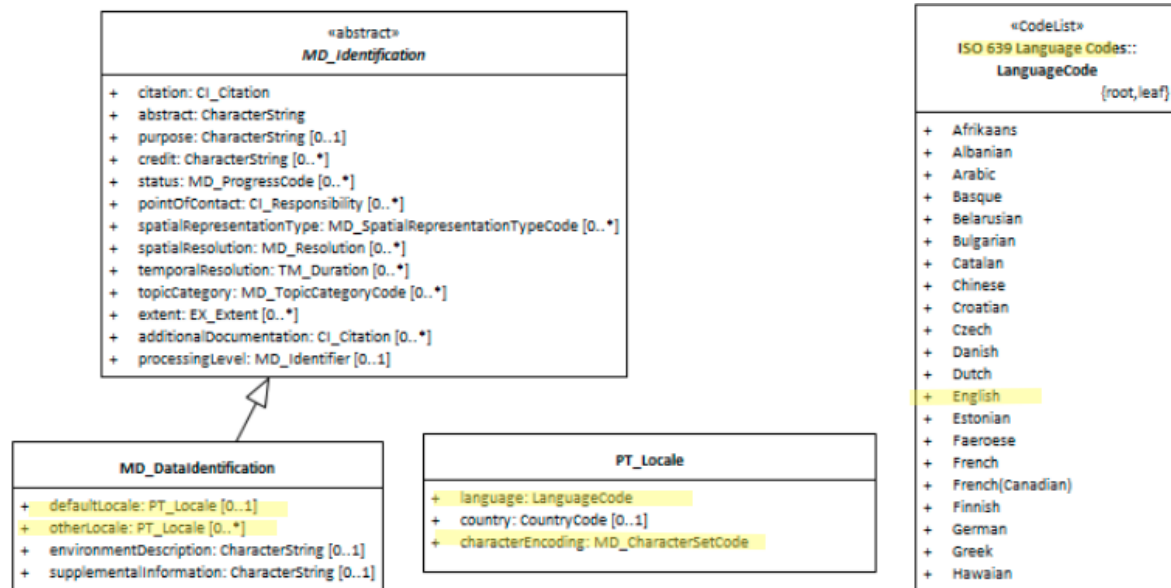 «abstract»
MD_Identification
+ citation: CI_Citation
+ abstract: CharacterString
+ purpose: CharacterString [0..1]
+ credit: CharacterString [0..*]
+ status: MD_ProgressCode [0..*]
+ pointOfContact: CI_Responsibility [0..*]
+ spatialRepresentationType: MD_SpatialRepresentationTypeCode [0..*]
+ spatialResolution: MD_Resolution [0..*]
+ temporalResolution: TM_Duration [0..*]
+ topicCategory: MD_TopicCategoryCode [0..*]
+ extent: EX_Extent [0..*]
+ additionalDocumentation: CI_Citation [0..*]
+ processingLevel: MD_Identifier [0..1]
MD_DataIdentification
+ defaultLocale: PT_Locale [0..1]
+ otherLocale: PT_Locale [0..*]
+ environmentDescription: CharacterString [0..1]
+ supplementalInformation: CharacterString [0..1]
PT_Locale
+ language: LanguageCode
+ country: CountryCode [0..1]
+ characterEncoding: MD_CharacterSetCode
«CodeList»
ISO 639 Language Codes::
LanguageCode
{root,leaf}
+ Afrikaans
+ Albanian
+ Arabic
+ Basque
+ Belarusian
+ Bulgarian
+ Catalan
+ Chinese
+ Croatian
+ Czech
+ Danish
+ Dutch
+ English
+ Estonian
+ Faeroese
+ French
+ French(Canadian)
+ Finnish
+ German
+ Greek
+ Hawaian